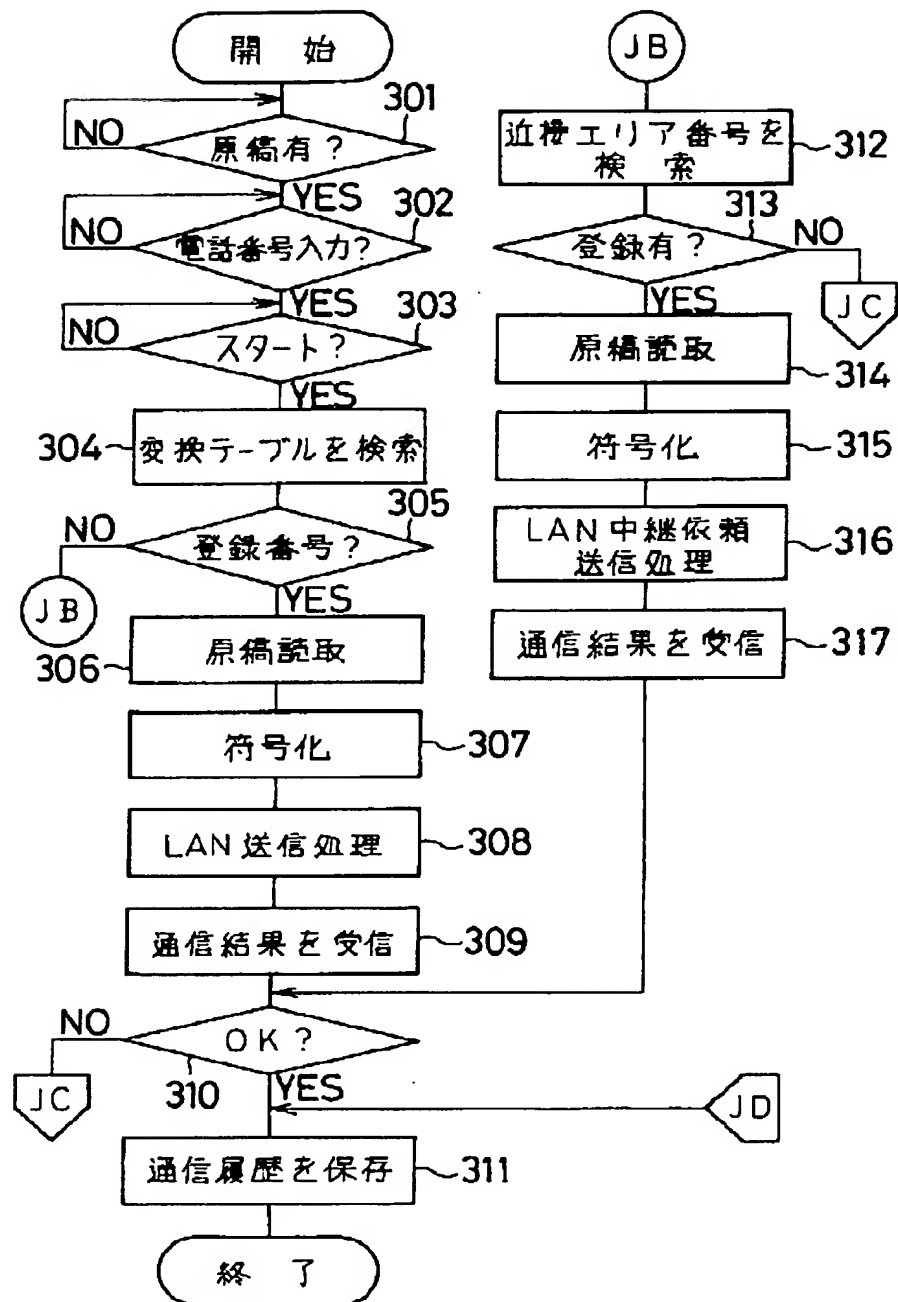 開 始
301
NO
原稿有？
YES
302
NO
電話番号入力？
YES
303
NO
スタート？
YES
304
変換テーブルを検索
305
NO
登録番号？
JB
YES
306
原稿読取
符号化
307
LAN送信処理
308
通信結果を受信
309
NO
OK？
310
JC
YES
JD
通信履歴を保存
311
終 了
JB
近接エリア番号を
検 索
312
313
登録有？
NO
JC
YES
原稿読取
314
符号化
315
LAN中継依頼
送信処理
316
通信結果を受信
317